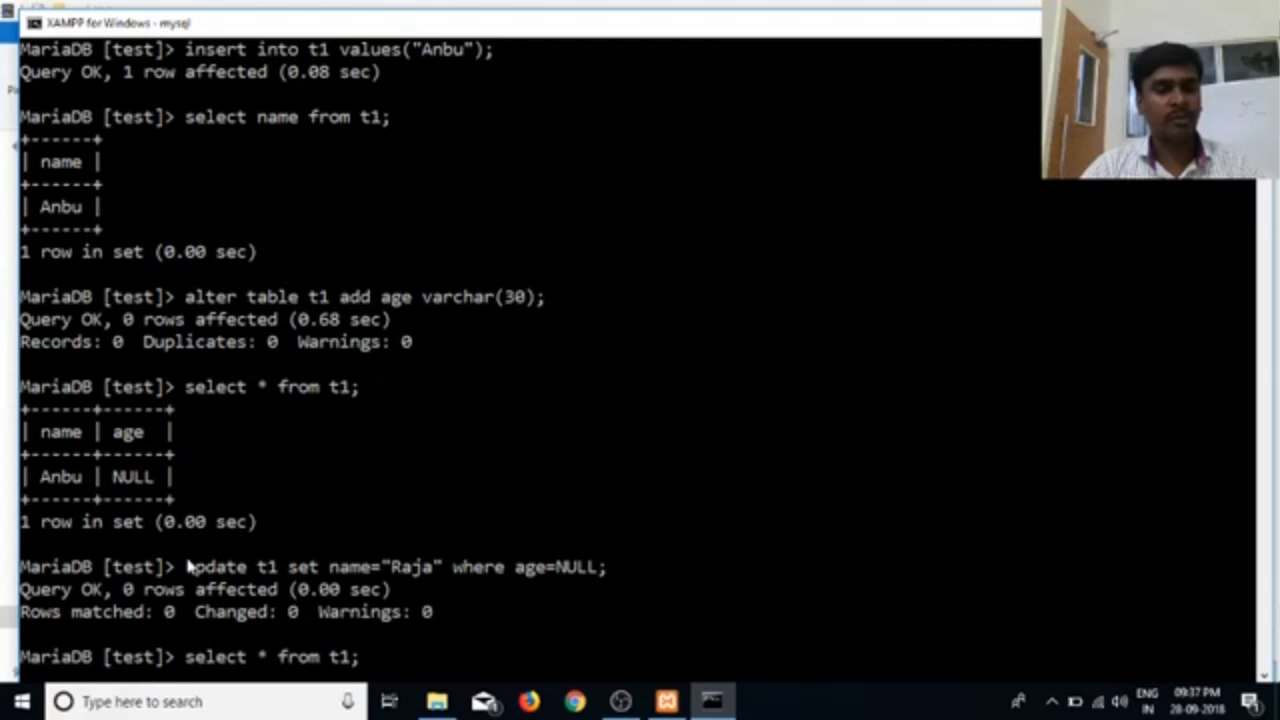 XAMPP for Windows - mysql
MariaDB [test]> insert into t1 values("Anbu");
Query OK, 1 row affected (0.08 sec)
MariaDB [test]> select name from t1;
+------+
| name |
+------+
| Anbu |
+------+
1 row in set (0.00 sec)
MariaDB [test]> alter table t1 add age varchar(30);
Query OK, 0 rows affected (0.68 sec)
Records: 0  Duplicates: 0  Warnings: 0
MariaDB [test]> select * from t1;
+------+------+
| name | age  |
+------+------+
| Anbu | NULL |
+------+------+
1 row in set (0.00 sec)
MariaDB [test]> update t1 set name="Raja" where age=NULL;
Query OK, 0 rows affected (0.00 sec)
Rows matched: 0  Changed: 0  Warnings: 0
MariaDB [test]> select * from t1;
Type here to search
ENG
IN
09:37 PM
28-09-2018